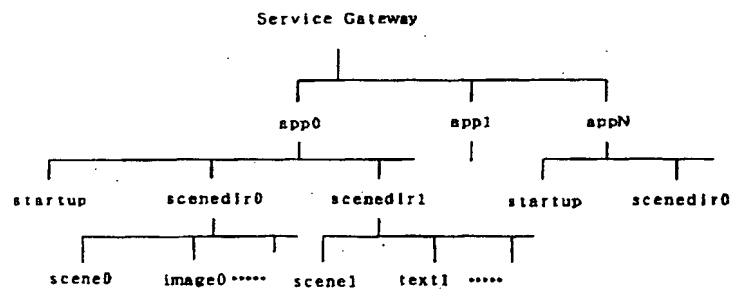 Service Gateway
app0 app1 appN
startup scenedir0 scenedir1 startup scenedir0
scene0 image0 ..... scene1 text1 .....